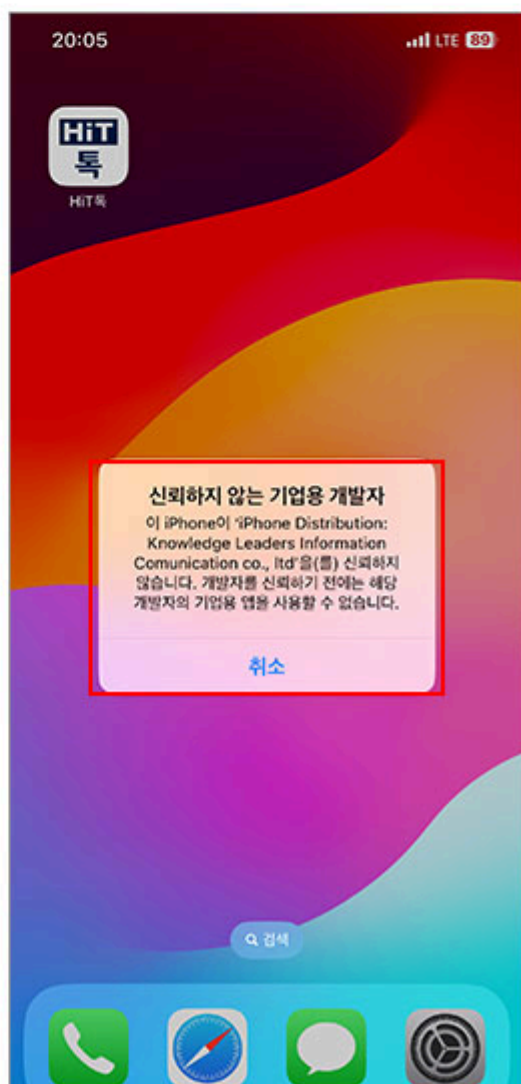 20:05
LTE 89
HiT
톡
HiT톡
신뢰하지 않는 기업용 개발자
이 iPhone이 'iPhone Distribution:
Knowledge Leaders Information
Comunication co., ltd'을(를) 신뢰하지
않습니다. 개발자를 신뢰하기 전에는 해당
개발자의 기업용 앱을 사용할 수 없습니다.
취소
검색